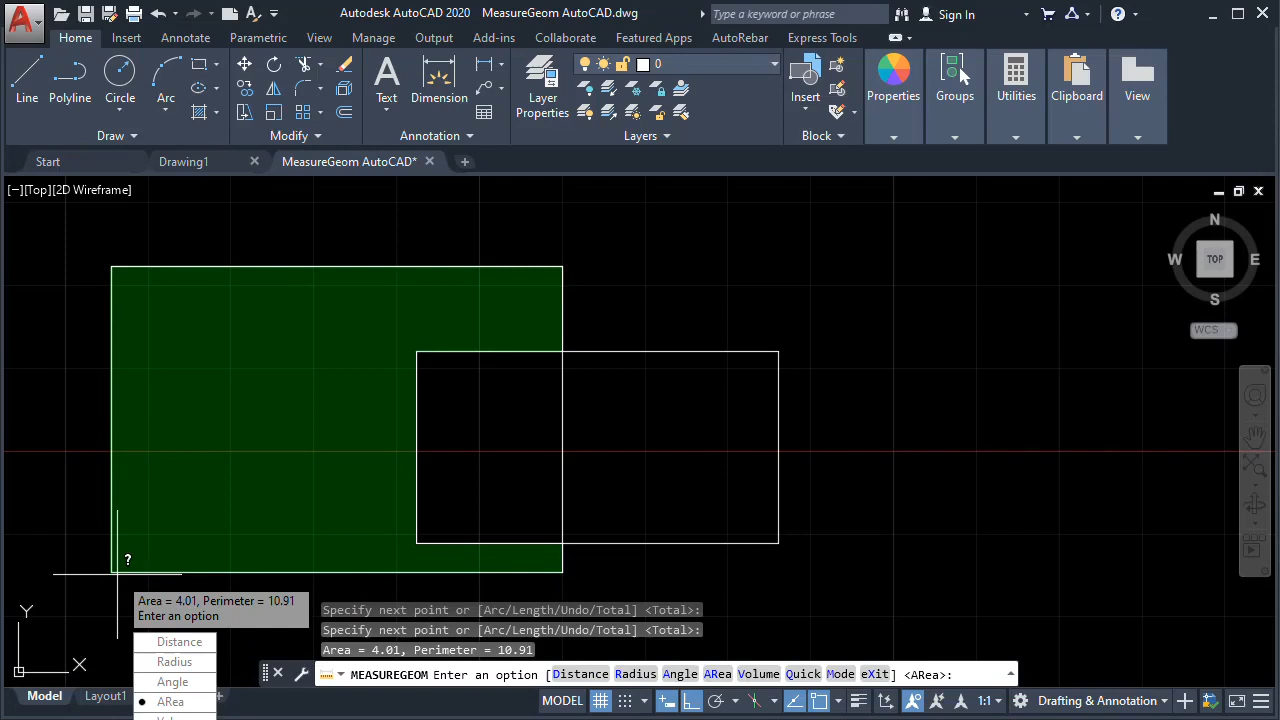 Autodesk AutoCAD 2020 MeasureGeom AutoCAD.dwg
Type a keyword or phrase
Sign In
Home Insert Annotate Parametric View Manage Output Add-ins Collaborate Featured Apps AutoRebar Express Tools
0
Line Polyline Circle Arc
Text Dimension
Layer
Properties
Insert
Properties Groups Utilities Clipboard View
Draw Modify Annotation Layers Block
Start Drawing1 MeasureGeom AutoCAD*
[−][Top][2D Wireframe]
N
W TOP E
S
WCS
?
Area = 4.01, Perimeter = 10.91
Enter an option
Distance
Radius
Angle
ARea
Y
X
Specify next point or [Arc/Length/Undo/Total] <Total>:
Specify next point or [Arc/Length/Undo/Total] <Total>:
Area = 4.01, Perimeter = 10.91
MEASUREGEOM Enter an option [Distance Radius Angle ARea Volume Quick Mode eXit] <ARea>:
Model Layout1
MODEL 1:1 Drafting & Annotation